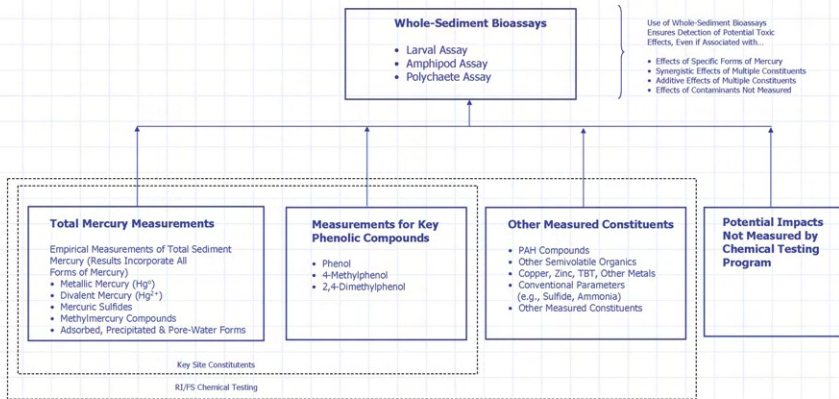 Whole-Sediment Bioassays
• Larval Assay
• Amphipod Assay
• Polychaete Assay
Use of Whole-Sediment Bioassays
Ensures Detection of Potential Toxic
Effects, Even if Associated with...
• Effects of Specific Forms of Mercury
• Synergistic Effects of Multiple Constituents
• Additive Effects of Multiple Constituents
• Effects of Contaminants Not Measured
Total Mercury Measurements
Empirical Measurements of Total Sediment
Mercury (Results Incorporate All
Forms of Mercury)
• Metallic Mercury (Hg⁰)
• Divalent Mercury (Hg²⁺)
• Mercuric Sulfides
• Methylmercury Compounds
• Adsorbed, Precipitated & Pore-Water Forms
Measurements for Key
Phenolic Compounds
• Phenol
• 4-Methylphenol
• 2,4-Dimethylphenol
Other Measured Constituents
• PAH Compounds
• Other Semivolatile Organics
• Copper, Zinc, TBT, Other Metals
• Conventional Parameters
(e.g., Sulfide, Ammonia)
• Other Measured Constituents
Potential Impacts
Not Measured by
Chemical Testing
Program
Key Site Constitutents
RI/FS Chemical Testing